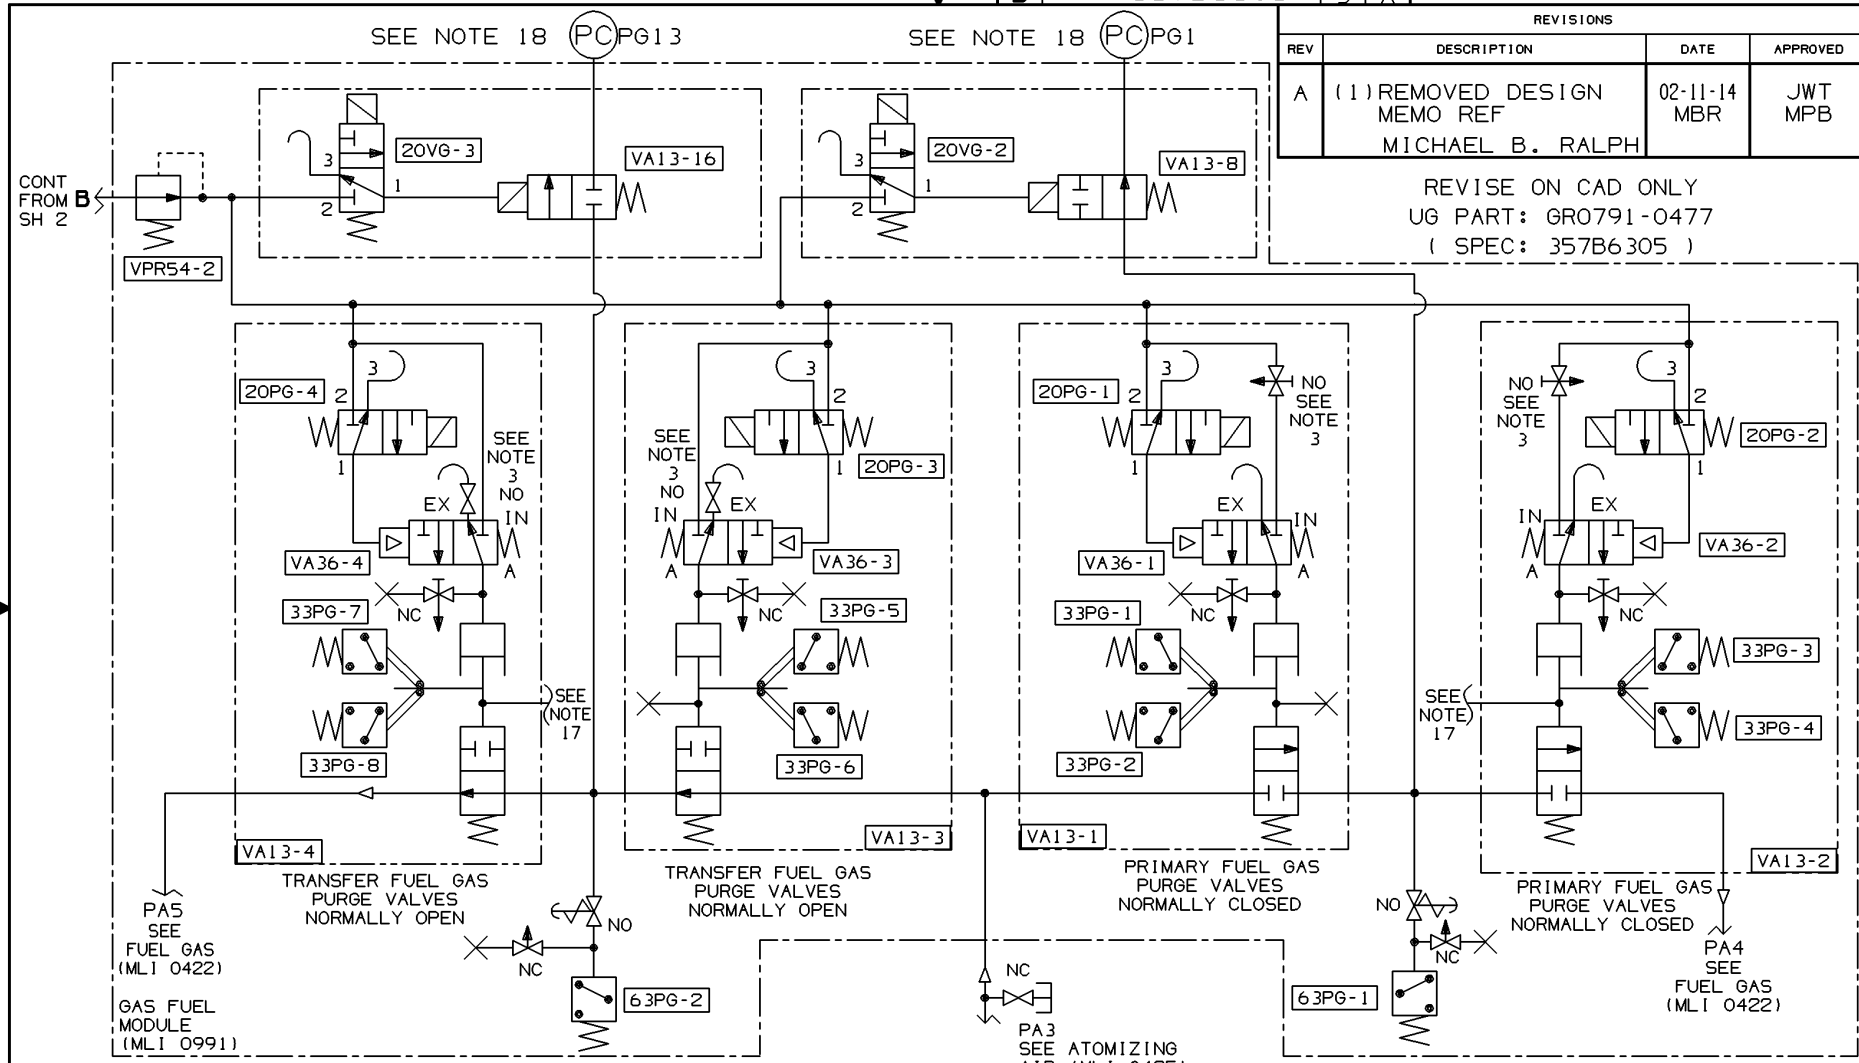 SEE NOTE 18 PC PG13
SEE NOTE 18 PC PG1
REVISIONS
REV DESCRIPTION DATE APPROVED
A (1) REMOVED DESIGN 02-11-14 JWT
MEMO REF MBR MPB
MICHAEL B. RALPH
REVISE ON CAD ONLY
UG PART: GR0791-0477
( SPEC: 357B6305 )
CONT
FROM B
SH 2
VPR54-2
3
20VG-3
1
2
VA13-16
3
20VG-2
1
2
VA13-8
20PG-4
2
3
1
SEE
NOTE
3
NO
EX
IN
A
VA36-4
NC
33PG-7
33PG-8
SEE
NOTE
17
VA13-4
TRANSFER FUEL GAS
PURGE VALVES
NORMALLY OPEN
3
2
1
20PG-3
SEE
NOTE
3
NO
IN
EX
A
VA36-3
NC
33PG-5
33PG-6
VA13-3
TRANSFER FUEL GAS
PURGE VALVES
NORMALLY OPEN
20PG-1
2
3
1
NO
SEE
NOTE
3
EX
IN
A
VA36-1
NC
33PG-1
33PG-2
VA13-1
PRIMARY FUEL GAS
PURGE VALVES
NORMALLY CLOSED
NO
SEE
NOTE
3
3
2
1
20PG-2
IN
EX
A
VA36-2
NC
33PG-3
33PG-4
SEE
NOTE
17
VA13-2
PRIMARY FUEL GAS
PURGE VALVES
NORMALLY CLOSED
PA5
SEE
FUEL GAS
(MLI 0422)
GAS FUEL
MODULE
(MLI 0991)
NO
NC
63PG-2
NC
PA3
SEE ATOMIZING
NO
NC
63PG-1
PA4
SEE
FUEL GAS
(MLI 0422)